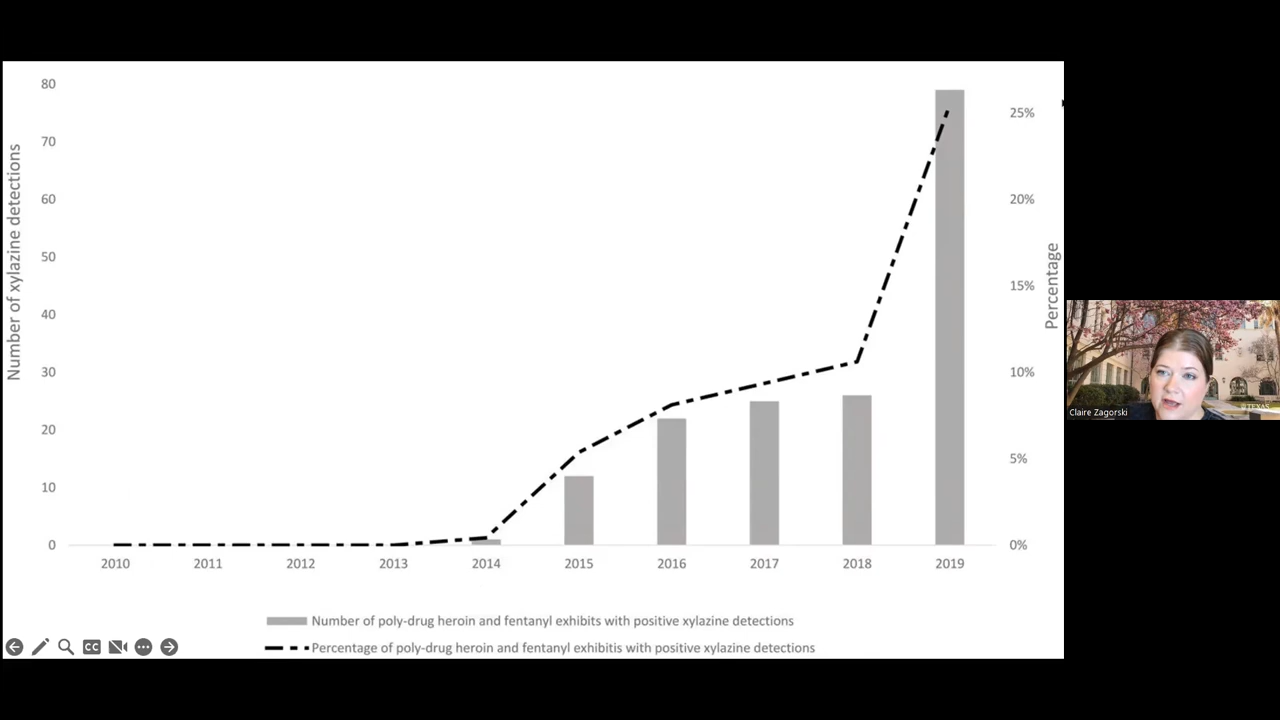 80
70
60
50
40
30
20
10
0
Number of xylazine detections
25%
20%
15%
10%
5%
0%
Percentage
2010 2011 2012 2013 2014 2015 2016 2017 2018 2019
Number of poly-drug heroin and fentanyl exhibits with positive xylazine detections
Percentage of poly-drug heroin and fentanyl exhibitis with positive xylazine detections
CC
Claire Zagorski
TEXAS